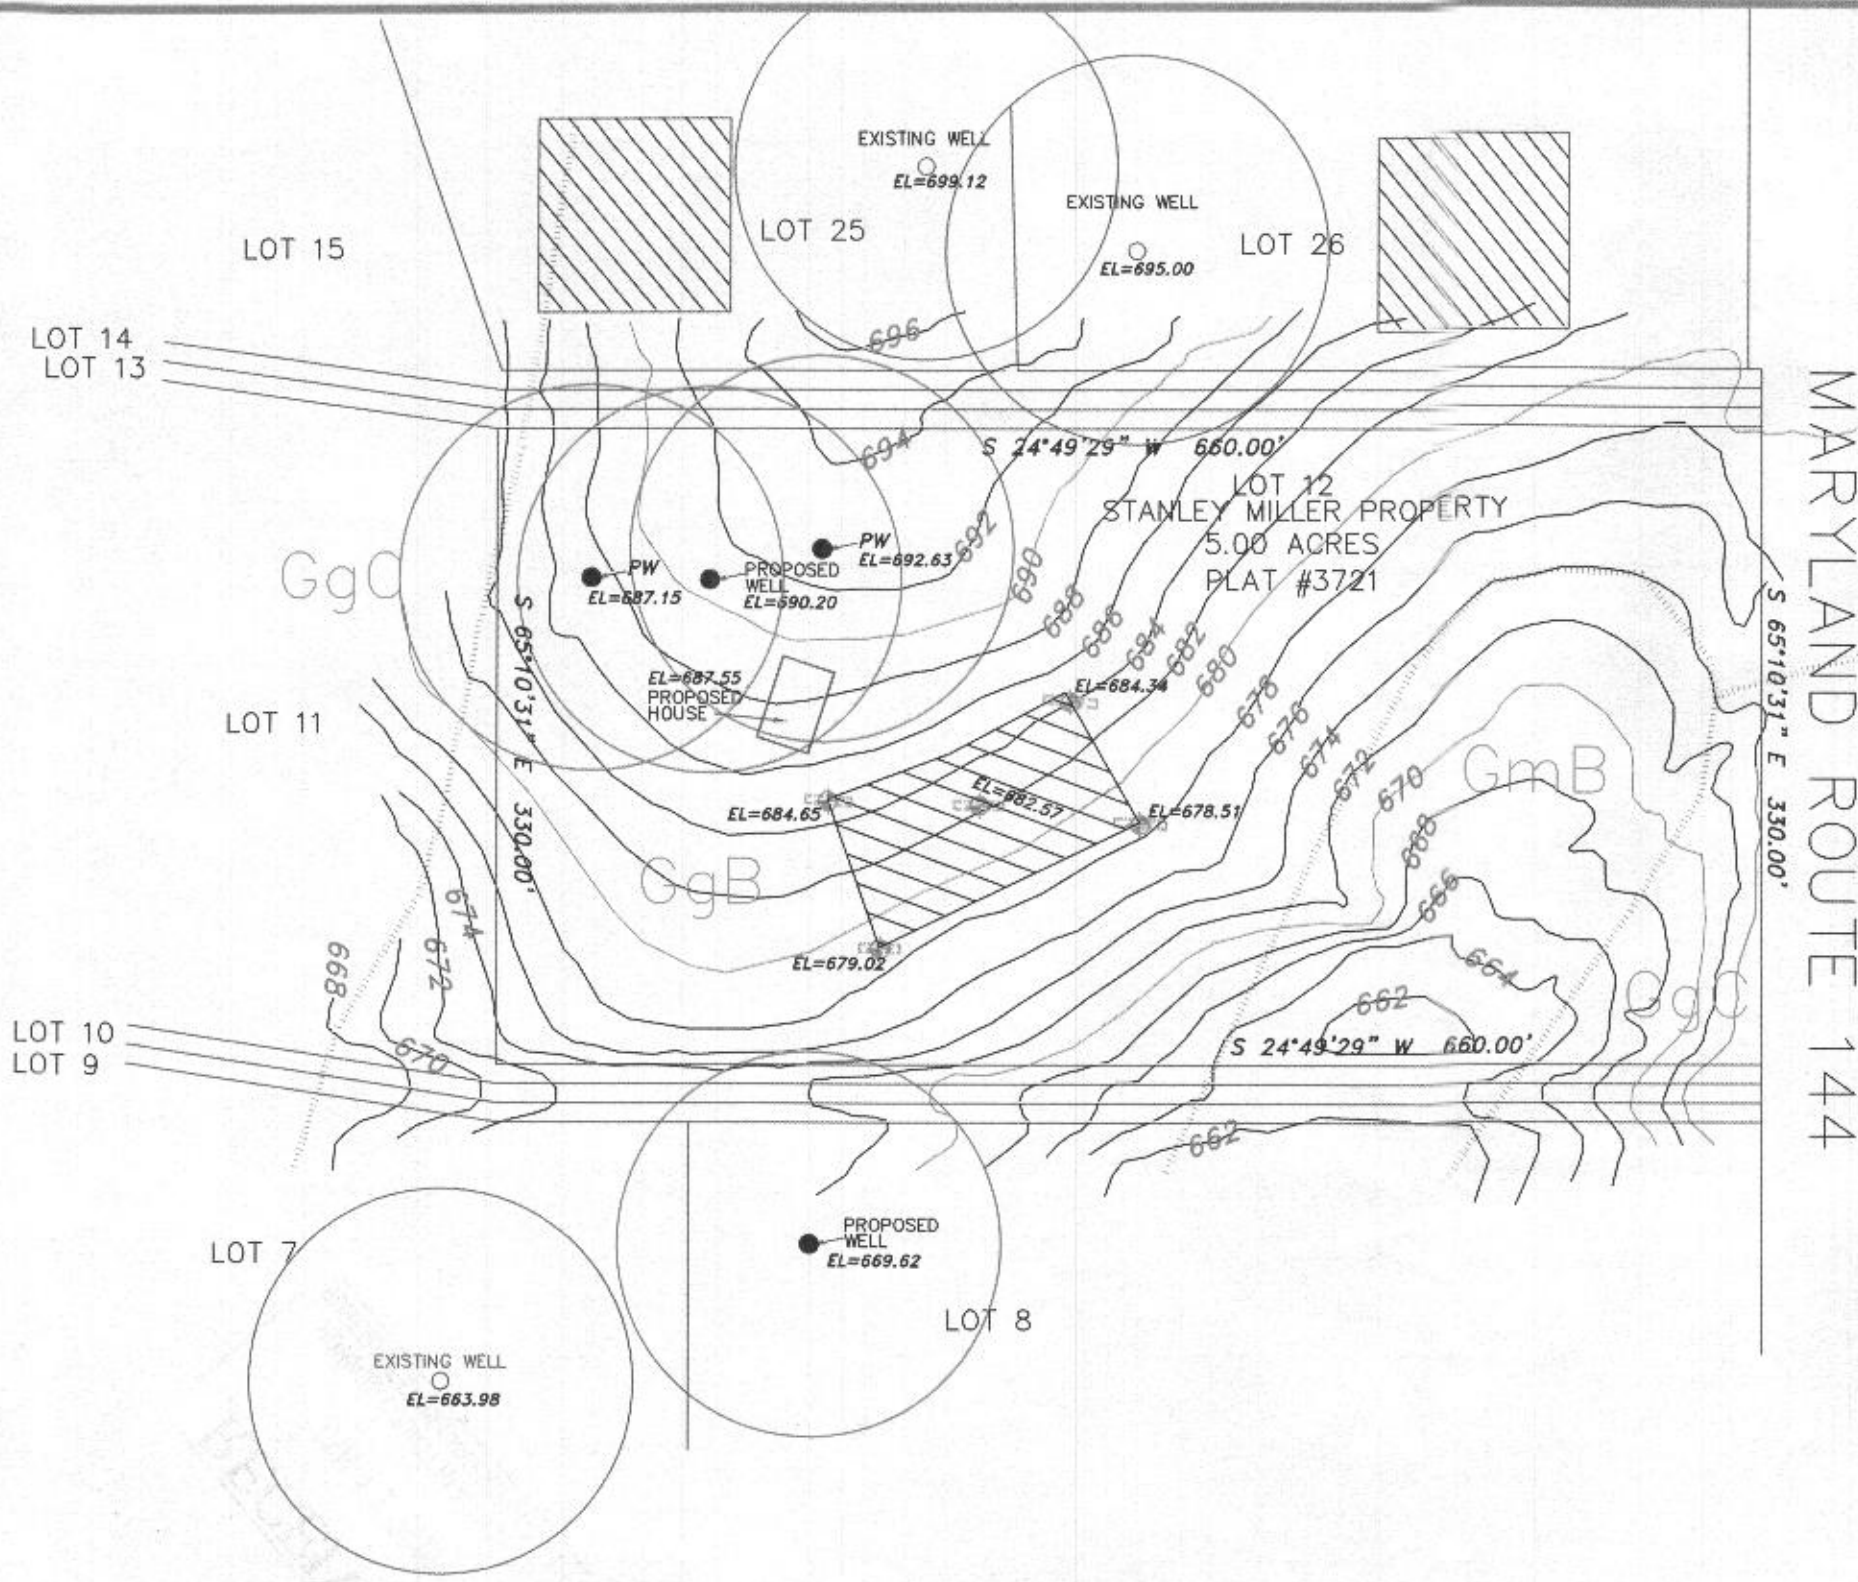 EXISTING WELL
EL=699.12
EXISTING WELL
EL=695.00
LOT 15
LOT 25
LOT 26
LOT 14
LOT 13
696
694
S 24°49'29" W 660.00'
LOT 12
STANLEY MILLER PROPERTY
5.00 ACRES
PLAT #3721
MARYLAND ROUTE 144
GgC
PW
EL=692.63
PW
EL=687.15
PROPOSED
WELL
EL=690.20
692
690
688
686
684
682
680
678
676
674
672
670
668
666
664
662
S 65°10'31" E 330.00'
S 65°10'31" E 330.00'
EL=687.55
PROPOSED
HOUSE
EL=684.34
LOT 11
GmB
EL=684.65
EL=682.57
EL=678.51
GgB
EL=679.02
674
672
668
670
GgC
LOT 10
LOT 9
S 24°49'29" W 660.00'
662
PROPOSED
WELL
EL=669.62
LOT 7
LOT 8
EXISTING WELL
EL=663.98